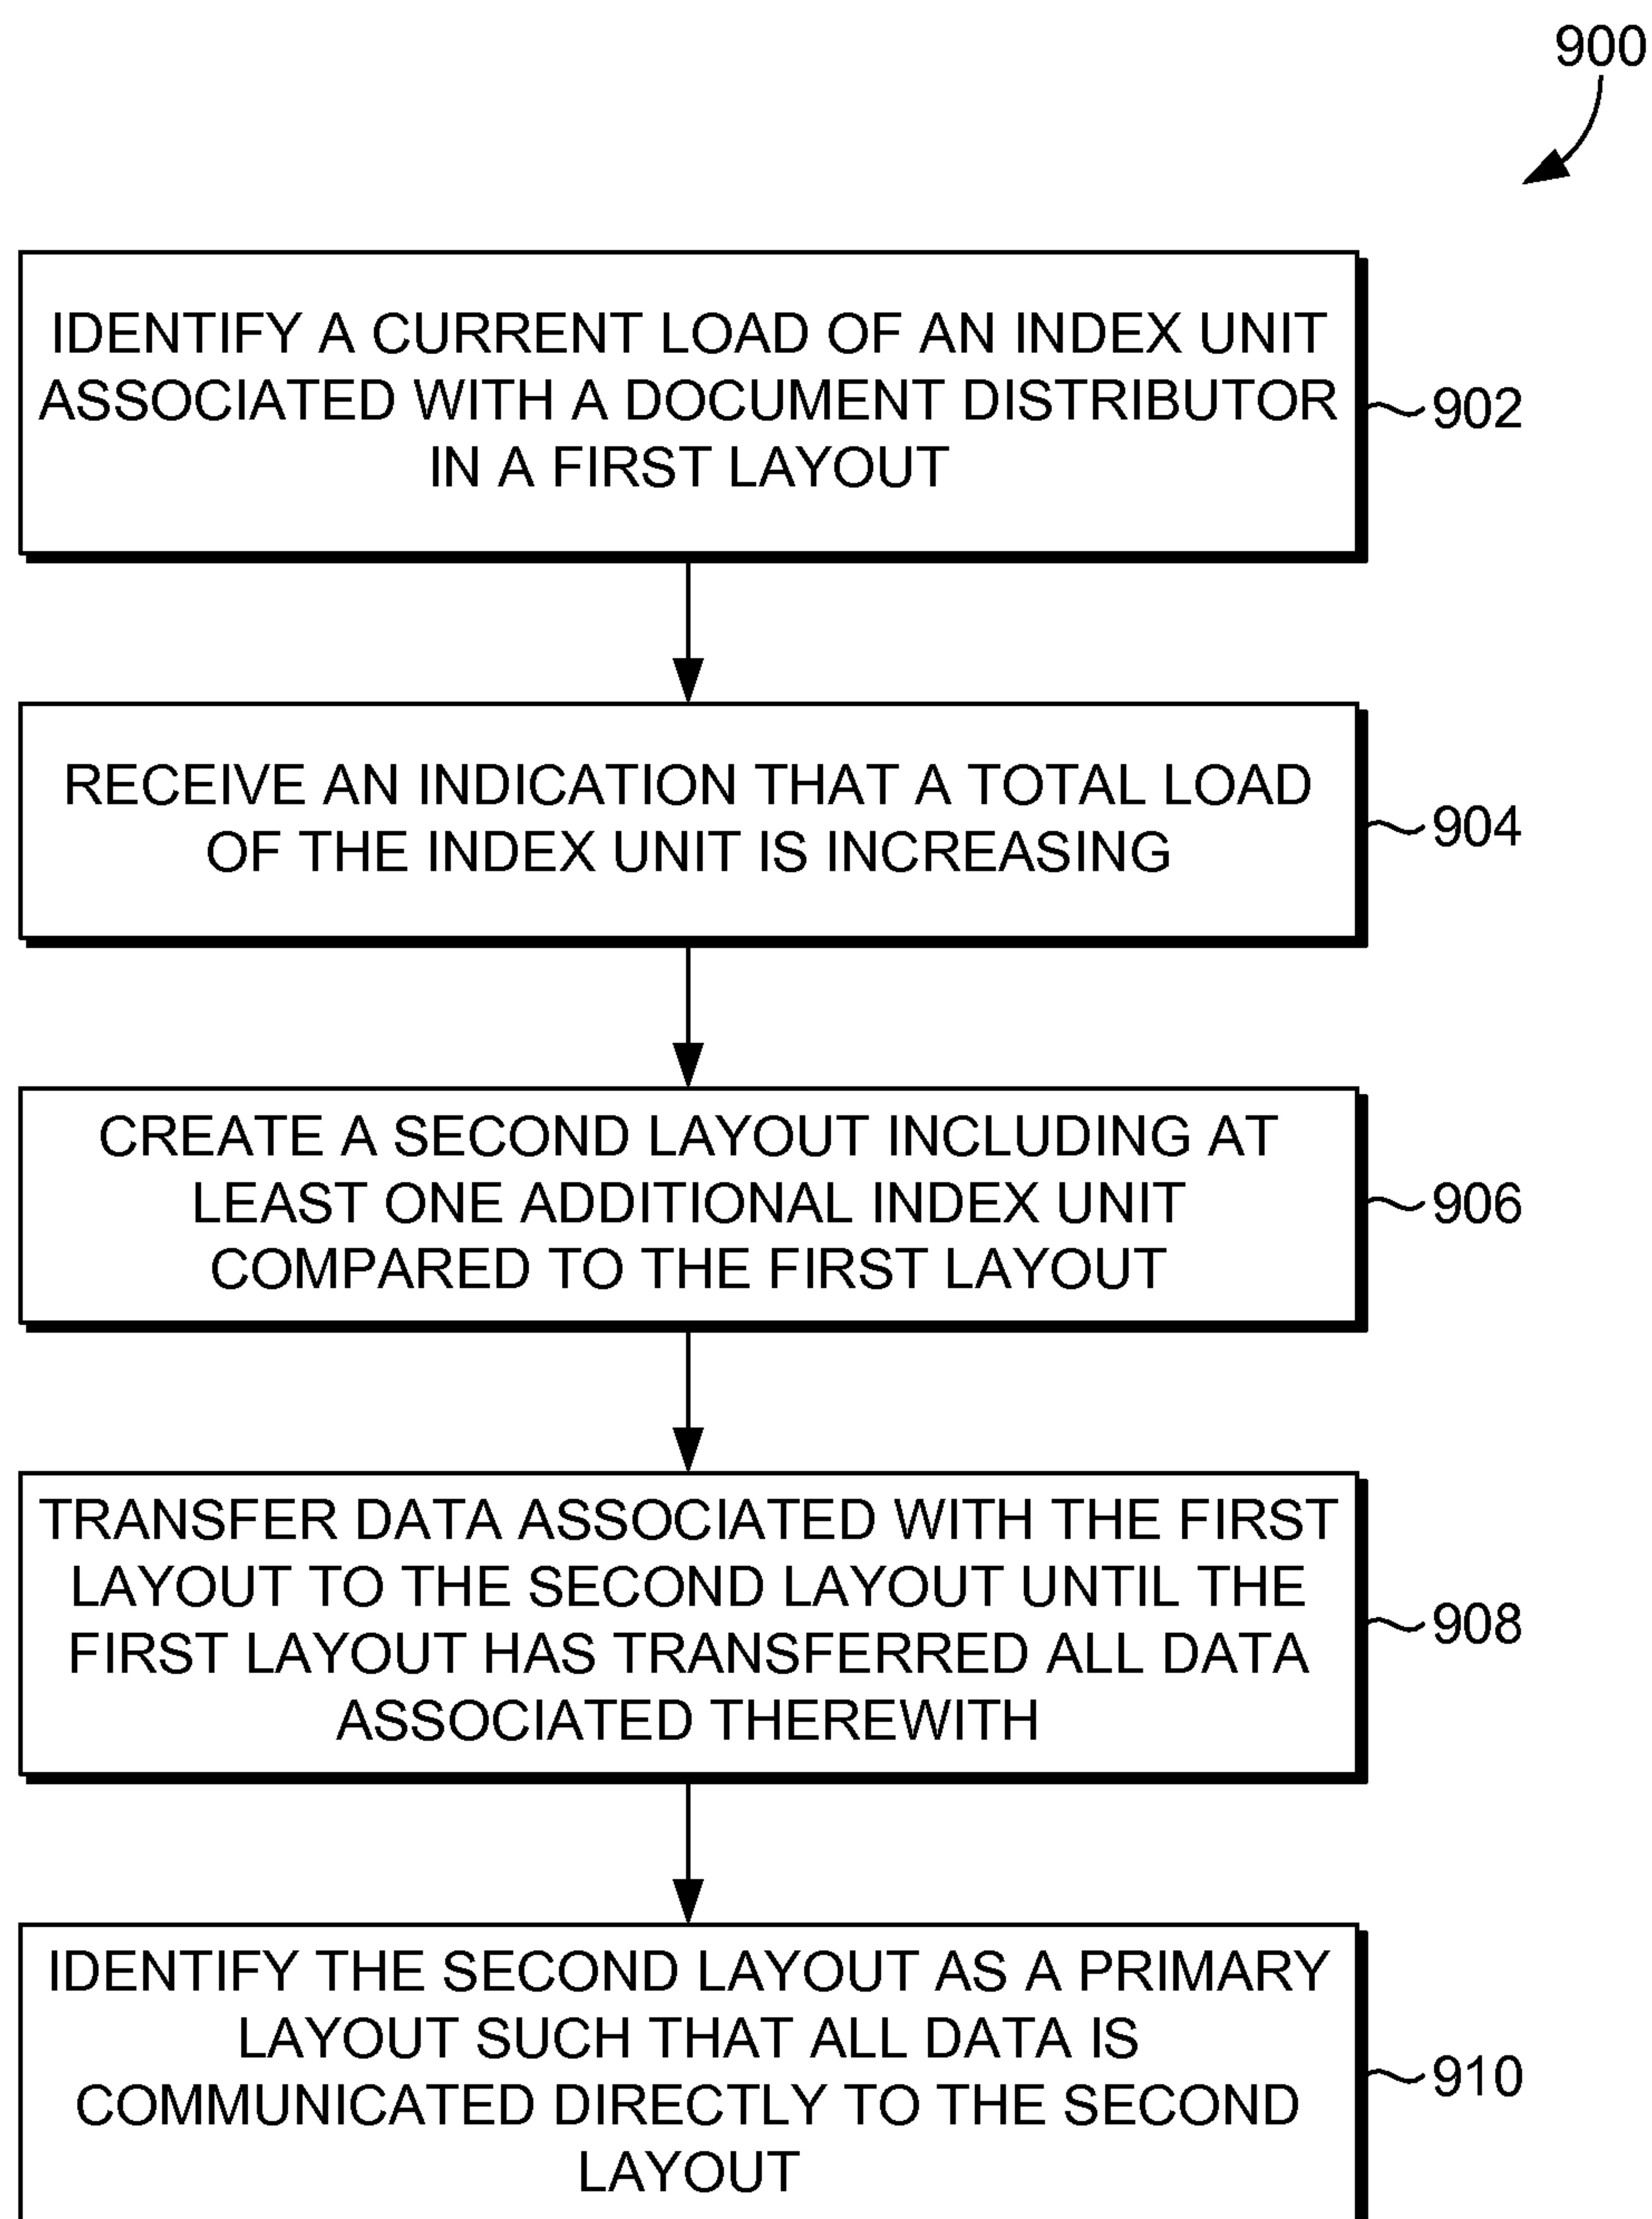 900
IDENTIFY A CURRENT LOAD OF AN INDEX UNIT
ASSOCIATED WITH A DOCUMENT DISTRIBUTOR
IN A FIRST LAYOUT
902
RECEIVE AN INDICATION THAT A TOTAL LOAD
OF THE INDEX UNIT IS INCREASING
904
CREATE A SECOND LAYOUT INCLUDING AT
LEAST ONE ADDITIONAL INDEX UNIT
COMPARED TO THE FIRST LAYOUT
906
TRANSFER DATA ASSOCIATED WITH THE FIRST
LAYOUT TO THE SECOND LAYOUT UNTIL THE
FIRST LAYOUT HAS TRANSFERRED ALL DATA
ASSOCIATED THEREWITH
908
IDENTIFY THE SECOND LAYOUT AS A PRIMARY
LAYOUT SUCH THAT ALL DATA IS
COMMUNICATED DIRECTLY TO THE SECOND
LAYOUT
910